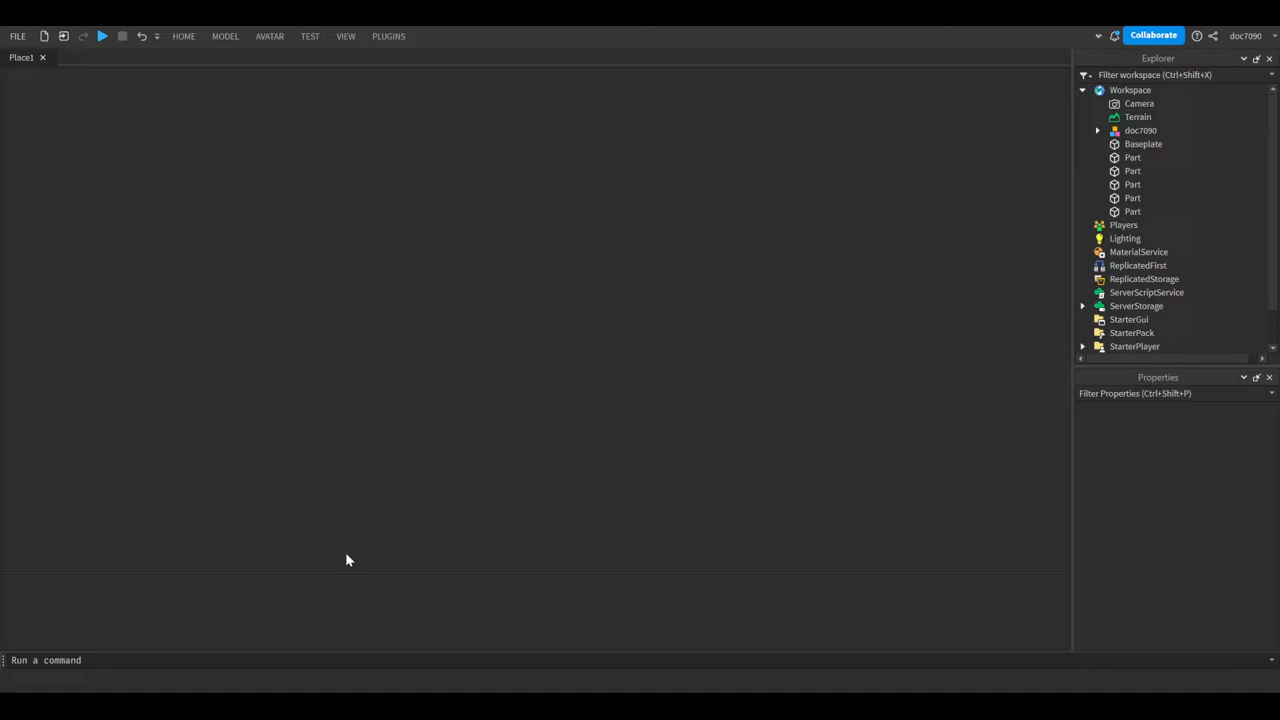 FILE HOME MODEL AVATAR TEST VIEW PLUGINS Collaborate doc7090
Place1
Explorer
Filter workspace (Ctrl+Shift+X)
Workspace
Camera
Terrain
doc7090
Baseplate
Part
Part
Part
Part
Part
Players
Lighting
MaterialService
ReplicatedFirst
ReplicatedStorage
ServerScriptService
ServerStorage
StarterGui
StarterPack
StarterPlayer
Properties
Filter Properties (Ctrl+Shift+P)
Run a command